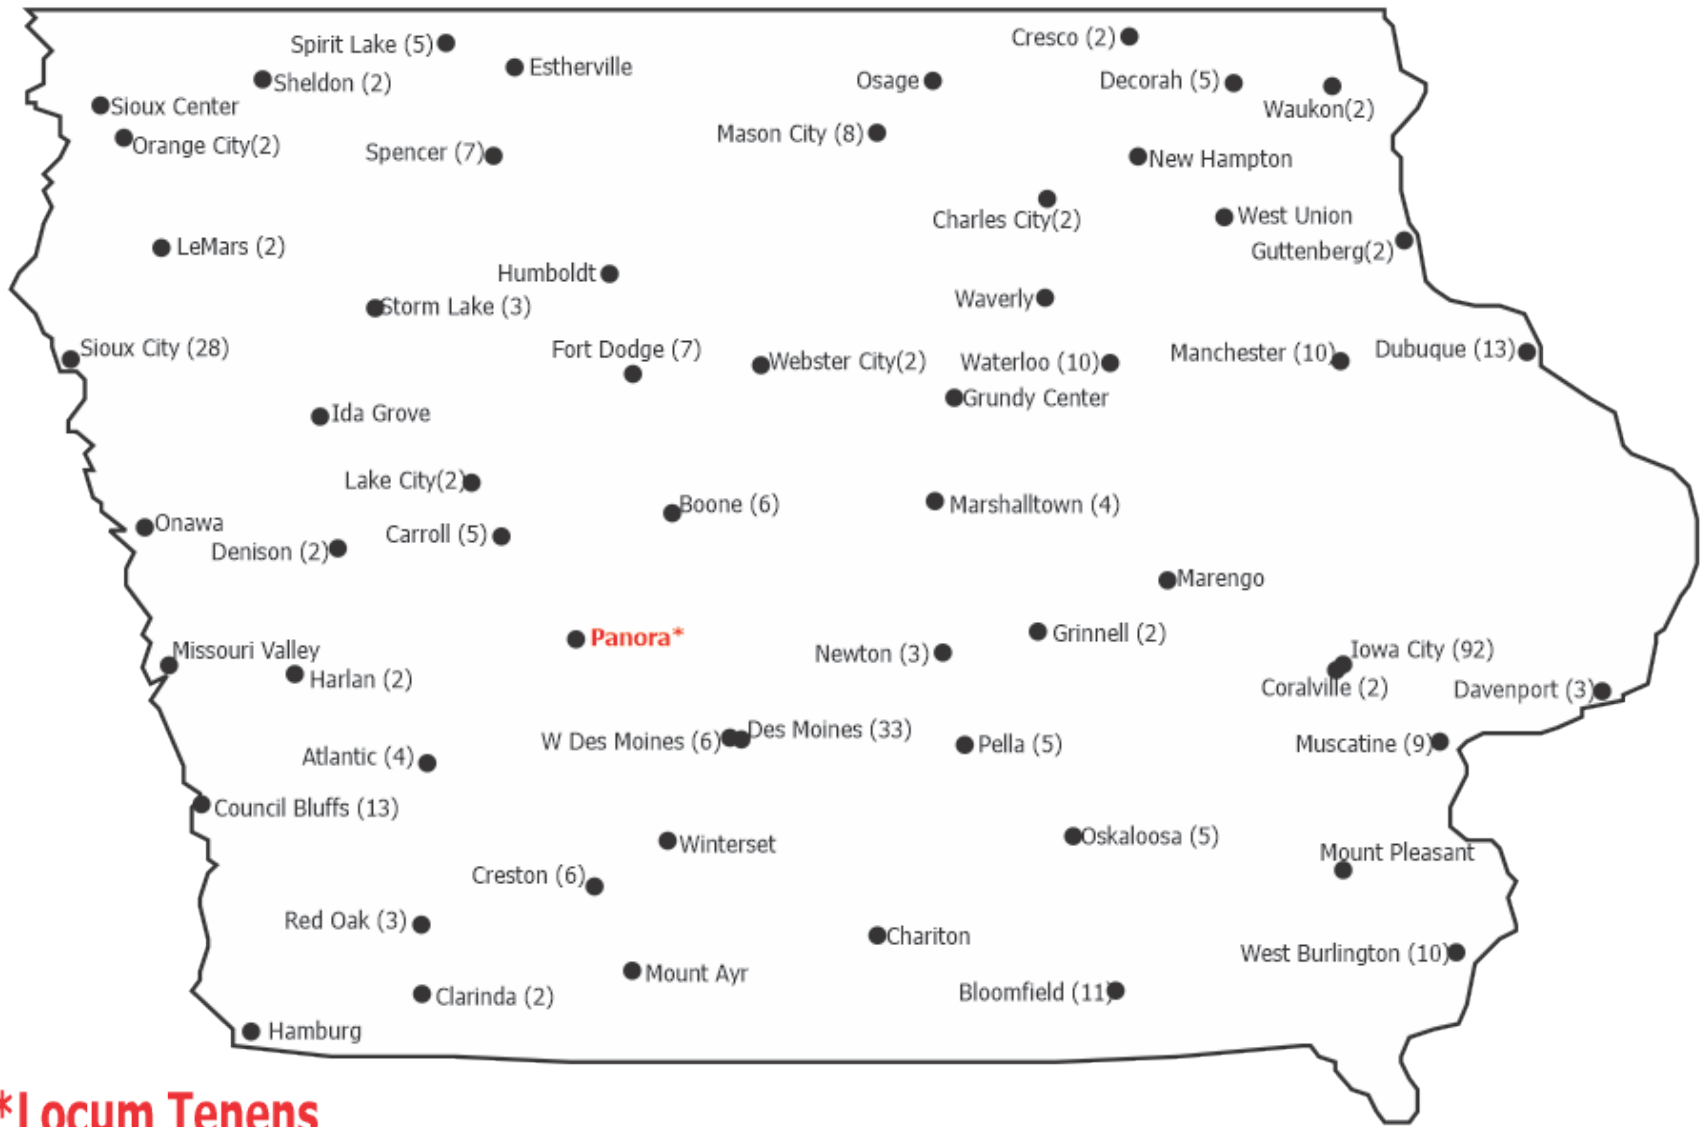 Spirit Lake (5)
Cresco (2)
Estherville
Sheldon (2)
Osage
Decorah (5)
Waukon(2)
Sioux Center
Orange City(2)
Spencer (7)
Mason City (8)
New Hampton
Charles City(2)
West Union
Guttenberg(2)
LeMars (2)
Humboldt
Storm Lake (3)
Waverly
Sioux City (28)
Fort Dodge (7)
Webster City(2)
Waterloo (10)
Manchester (10)
Dubuque (13)
Grundy Center
Ida Grove
Lake City(2)
Boone (6)
Marshalltown (4)
Onawa
Denison (2)
Carroll (5)
Marengo
Panora*
Grinnell (2)
Missouri Valley
Newton (3)
Iowa City (92)
Harlan (2)
Coralville (2)
Davenport (3)
W Des Moines (6)
Des Moines (33)
Pella (5)
Muscatine (9)
Atlantic (4)
Council Bluffs (13)
Winterset
Oskaloosa (5)
Mount Pleasant
Creston (6)
Red Oak (3)
Chariton
West Burlington (10)
Mount Ayr
Clarinda (2)
Bloomfield (11)
Hamburg
*Locum Tenens